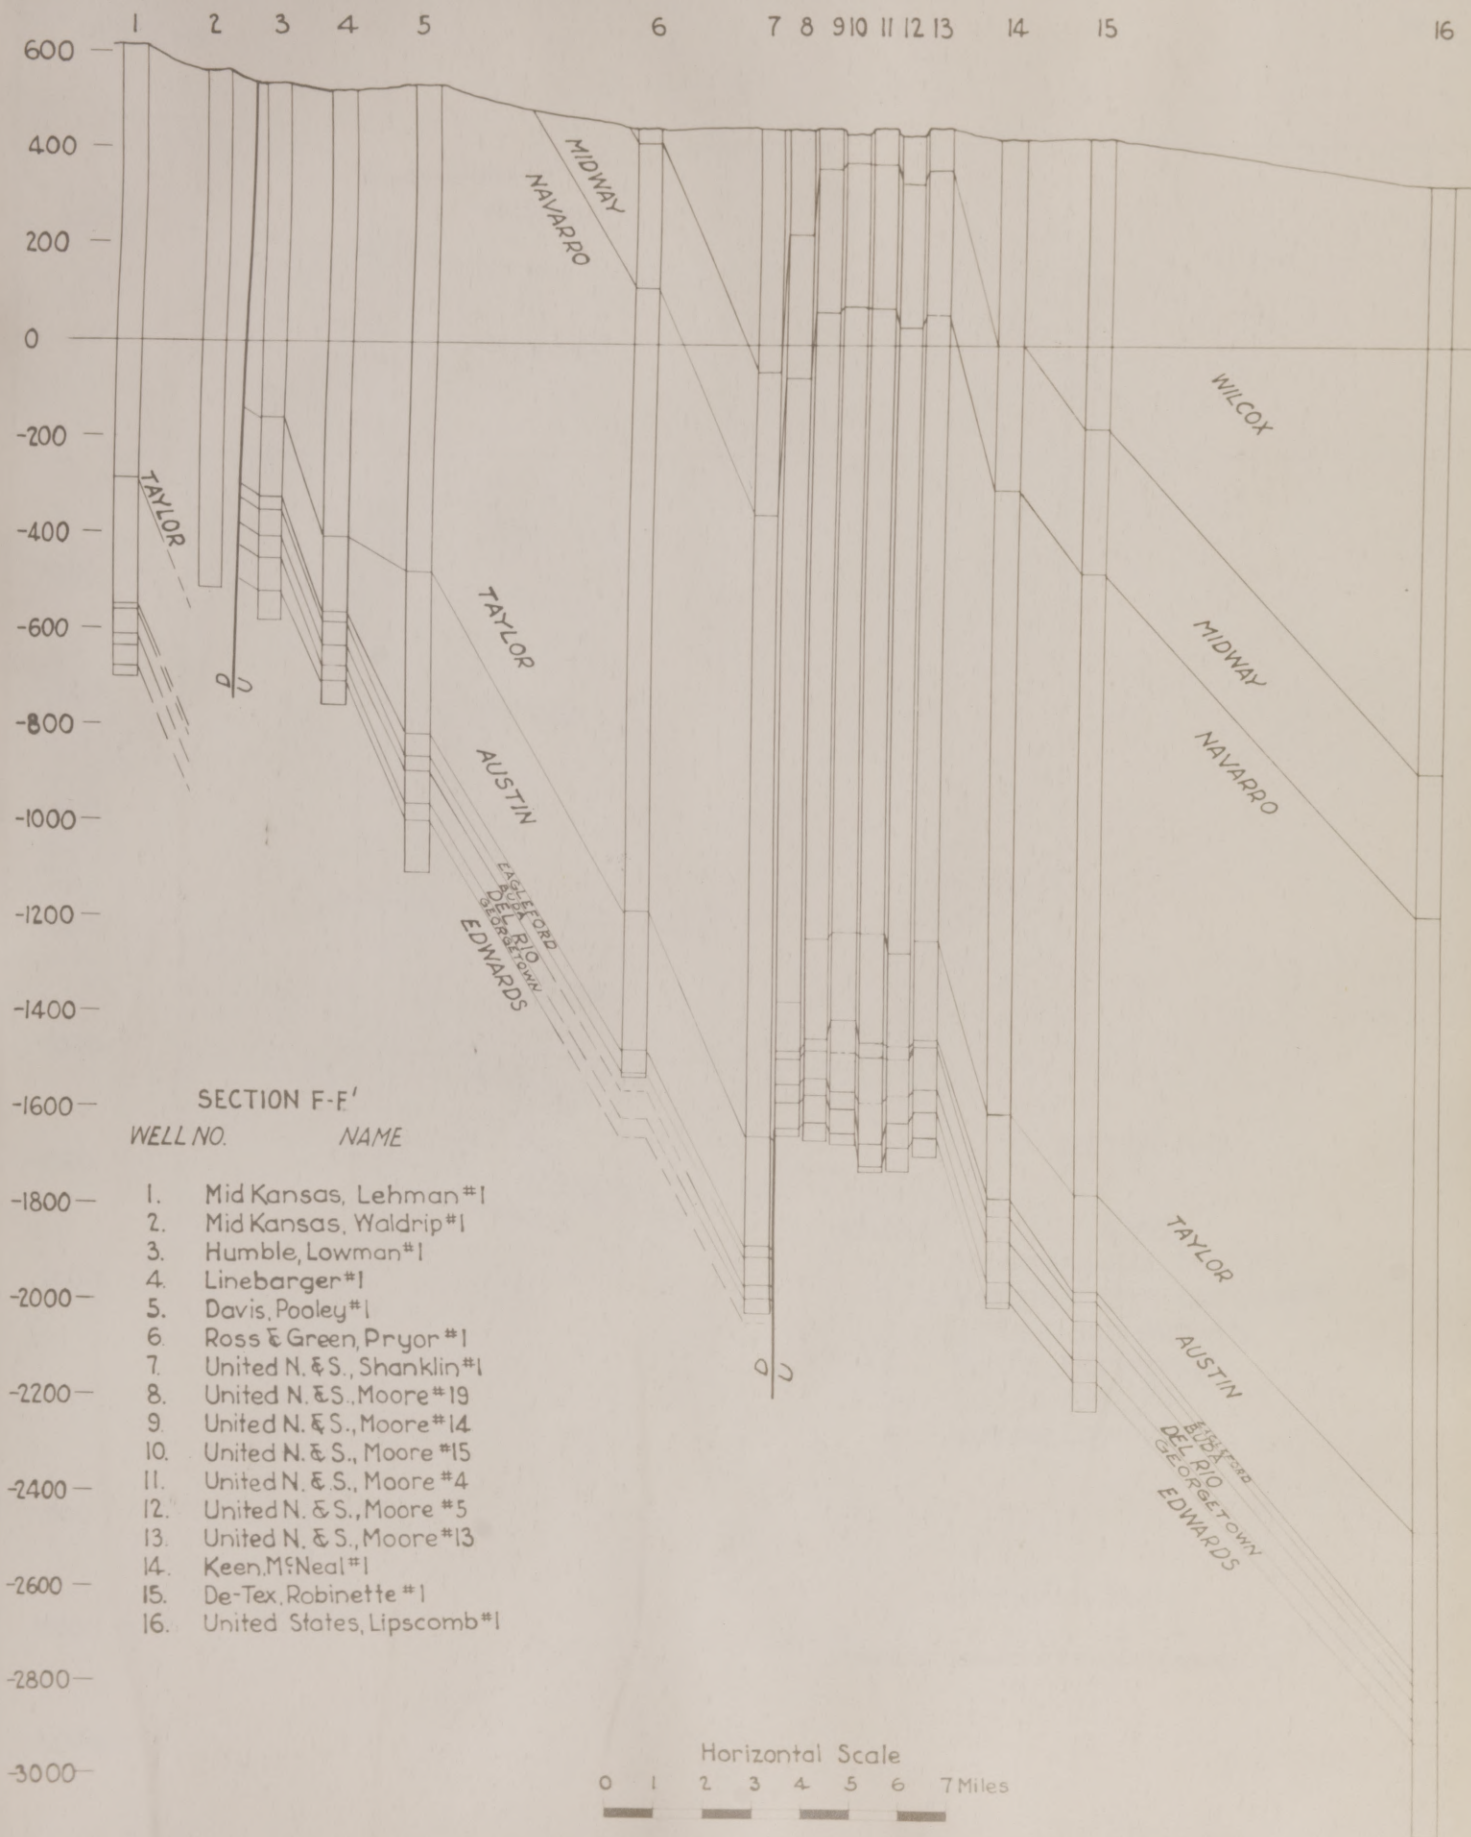 1 2 3 4 5 6 7 8 9 10 11 12 13 14 15 16
600
400
200
0
-200
-400
-600
-800
-1000
-1200
-1400
-1600
-1800
-2000
-2200
-2400
-2600
-2800
-3000
MIDWAY
NAVARRO
TAYLOR
D U
TAYLOR
AUSTIN
EAGLEFORD
BUDA
DEL RIO
GEORGETOWN
EDWARDS
D U
WILCOX
MIDWAY
NAVARRO
TAYLOR
AUSTIN
EAGLEFORD
BUDA
DEL RIO
GEORGETOWN
EDWARDS
SECTION F-F'
WELL NO. NAME
1. Mid Kansas, Lehman #1
2. Mid Kansas, Waldrip #1
3. Humble, Lowman #1
4. Linebarger #1
5. Davis, Pooley #1
6. Ross & Green, Pryor #1
7. United N. & S., Shanklin #1
8. United N. & S., Moore #19
9. United N. & S., Moore #14
10. United N. & S., Moore #15
11. United N. & S., Moore #4
12. United N. & S., Moore #5
13. United N. & S., Moore #13
14. Keen, McNeal #1
15. De-Tex, Robinette #1
16. United States, Lipscomb #1
Horizontal Scale
0 1 2 3 4 5 6 7 Miles